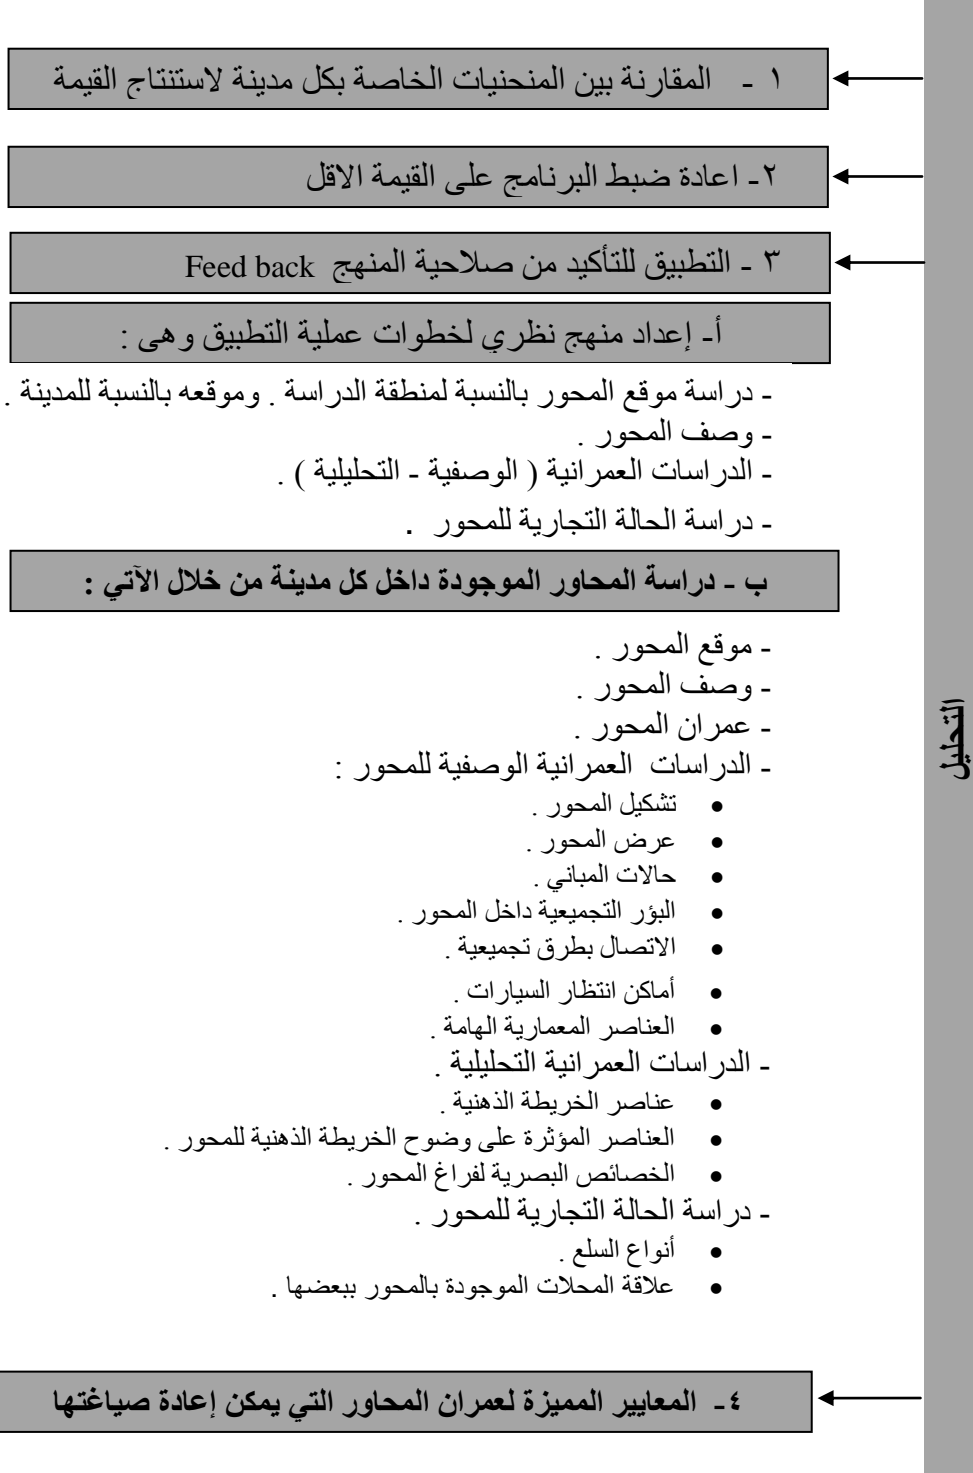 ١ - المقارنة بين المنحنيات الخاصة بكل مدينة لاستنتاج القيمة
٢- اعادة ضبط البرنامج على القيمة الاقل
٣ - التطبيق للتأكيد من صلاحية المنهج Feed back
أ- إعداد منهج نظري لخطوات عملية التطبيق وهى :
- دراسة موقع المحور بالنسبة لمنطقة الدراسة . وموقعه بالنسبة للمدينة .
- وصف المحور .
- الدراسات العمرانية ( الوصفية - التحليلية ) .
- دراسة الحالة التجارية للمحور .
ب - دراسة المحاور الموجودة داخل كل مدينة من خلال الآتي :
- موقع المحور .
- وصف المحور .
- عمران المحور .
- الدراسات العمرانية الوصفية للمحور :
• تشكيل المحور .
• عرض المحور .
• حالات المباني .
• البؤر التجميعية داخل المحور .
• الاتصال بطرق تجميعية .
• أماكن انتظار السيارات .
• العناصر المعمارية الهامة .
- الدراسات العمرانية التحليلية .
• عناصر الخريطة الذهنية .
• العناصر المؤثرة على وضوح الخريطة الذهنية للمحور .
• الخصائص البصرية لفراغ المحور .
- دراسة الحالة التجارية للمحور .
• أنواع السلع .
• علاقة المحلات الموجودة بالمحور ببعضها .
٤- المعايير المميزة لعمران المحاور التي يمكن إعادة صياغتها
التحليل